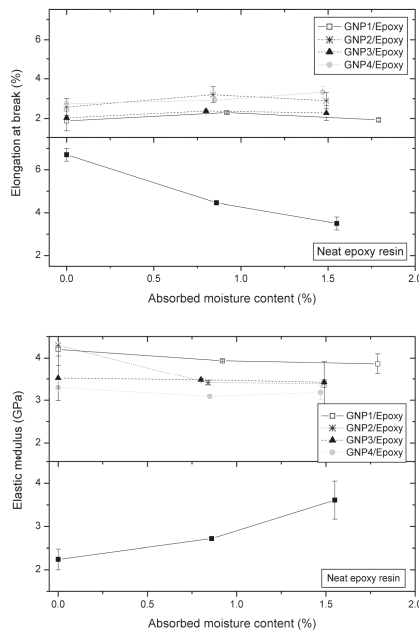 GNP1/Epoxy
GNP2/Epoxy
GNP3/Epoxy
GNP4/Epoxy
6
4
2
Elongation at break (%)
6
4
2
Neat epoxy resin
0.0 0.5 1.0 1.5 2.0
Absorbed moisture content (%)
4
3
2
GNP1/Epoxy
GNP2/Epoxy
GNP3/Epoxy
GNP4/Epoxy
Elastic medulus (GPa)
4
3
2
Neat epoxy resin
0.0 0.5 1.0 1.5 2.0
Absorbed moisture content (%)